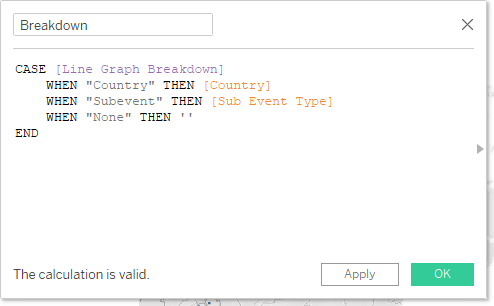 Breakdown
CASE [Line Graph Breakdown]
WHEN "Country" THEN [Country]
WHEN "Subevent" THEN [Sub Event Type]
WHEN "None" THEN ''
END
The calculation is valid.
Apply
OK